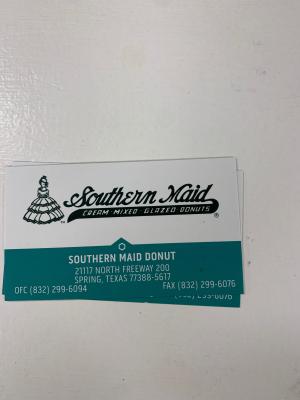 Southern Maid
CREAM-MIXED GLAZED-DONUTS
TM
®
SOUTHERN MAID DONUT
21117 NORTH FREEWAY 200
SPRING, TEXAS 77388-5617
OFC (832) 299-6094 FAX (832) 299-6076